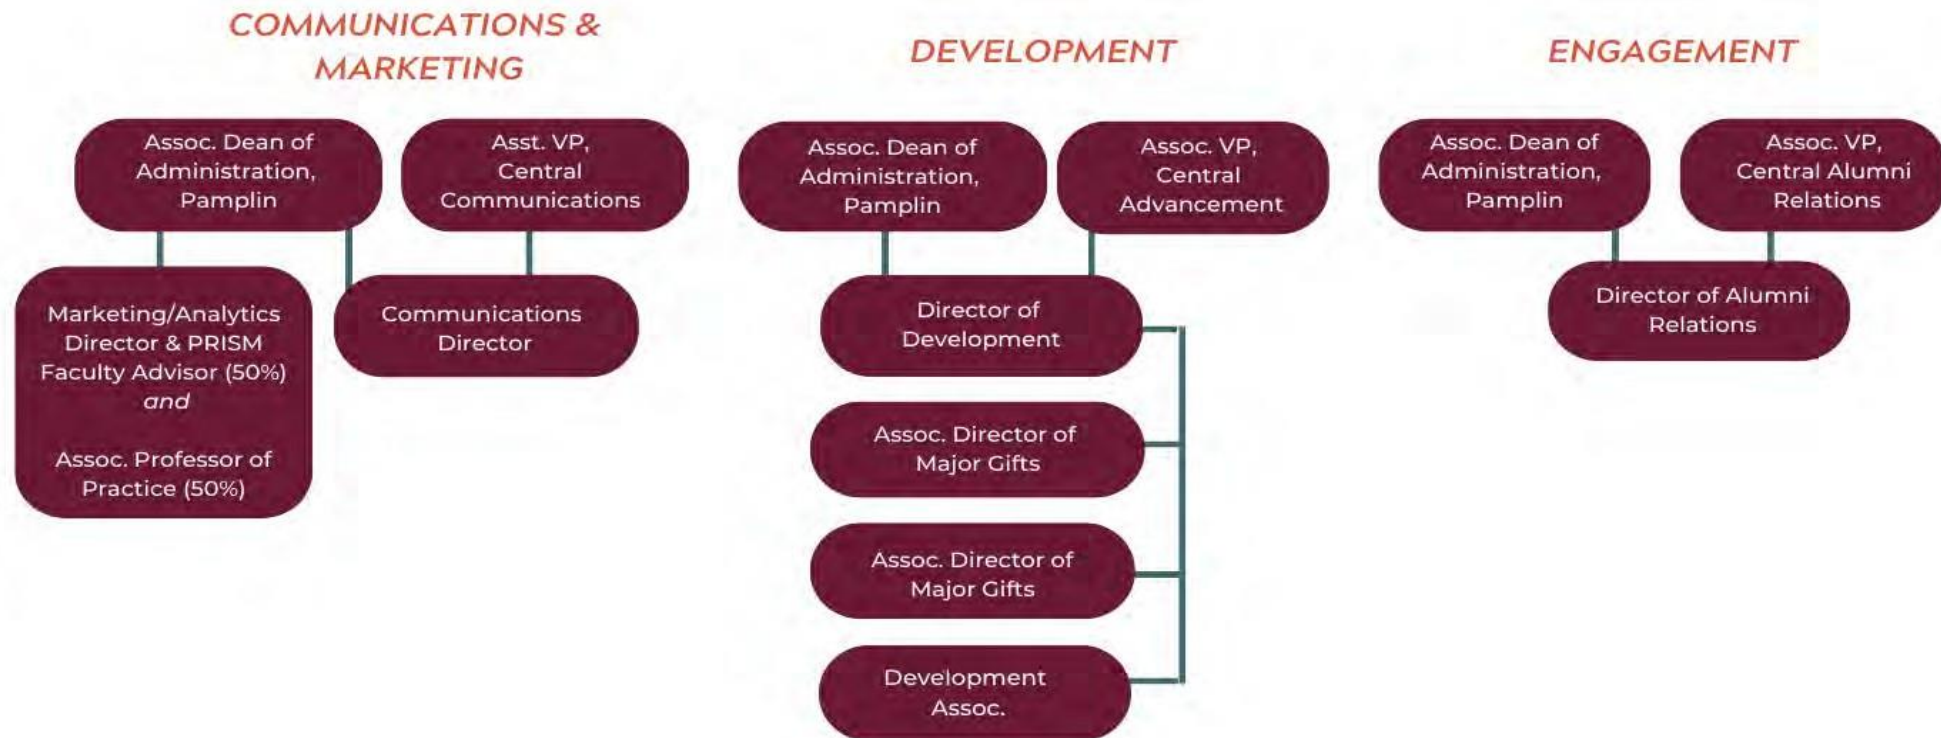 COMMUNICATIONS &
MARKETING
Assoc. Dean of
Administration,
Pamplin
Asst. VP,
Central
Communications
Marketing/Analytics
Director & PRISM
Faculty Advisor (50%)
and
Assoc. Professor of
Practice (50%)
Communications
Director
DEVELOPMENT
Assoc. Dean of
Administration,
Pamplin
Assoc. VP,
Central
Advancement
Director of
Development
Assoc. Director of
Major Gifts
Assoc. Director of
Major Gifts
Development
Assoc.
ENGAGEMENT
Assoc. Dean of
Administration,
Pamplin
Assoc. VP,
Central Alumni
Relations
Director of Alumni
Relations